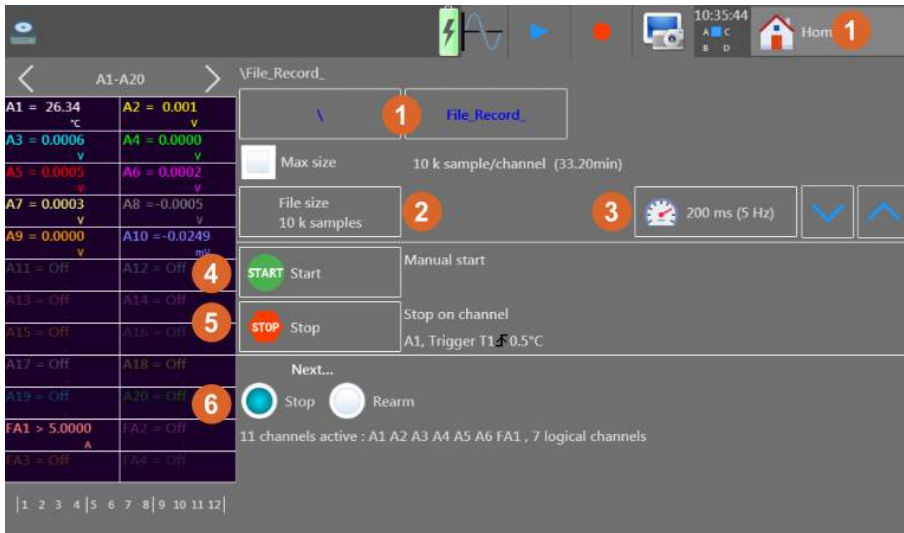 10:35:44
A C
B D
Hom 1
A1-A20
\File_Record_
A1 = 26.34 °C
A2 = 0.001 V
\ 1 File_Record_
A3 = 0.0006 V
A4 = 0.0000 V
Max size
10 k sample/channel (33.20min)
A5 = 0.0005 V
A6 = 0.0002 V
A7 = 0.0003 V
A8 =-0.0005 V
File size
10 k samples
2
3
200 ms (5 Hz)
A9 = 0.0000 V
A10 =-0.0249 mV
A11 = Off
A12 = Off
4
START Start
Manual start
A13 = Off
A14 = Off
5
STOP Stop
Stop on channel
A1, Trigger T1 0.5°C
A15 = Off
A16 = Off
A17 = Off
A18 = Off
Next...
A19 = Off
A20 = Off
6
Stop
Rearm
FA1 > 5.0000 A
FA2 = Off
11 channels active : A1 A2 A3 A4 A5 A6 FA1 , 7 logical channels
FA3 = Off
FA4 = Off
|1 2 3 4|5 6 7 8|9 10 11 12|